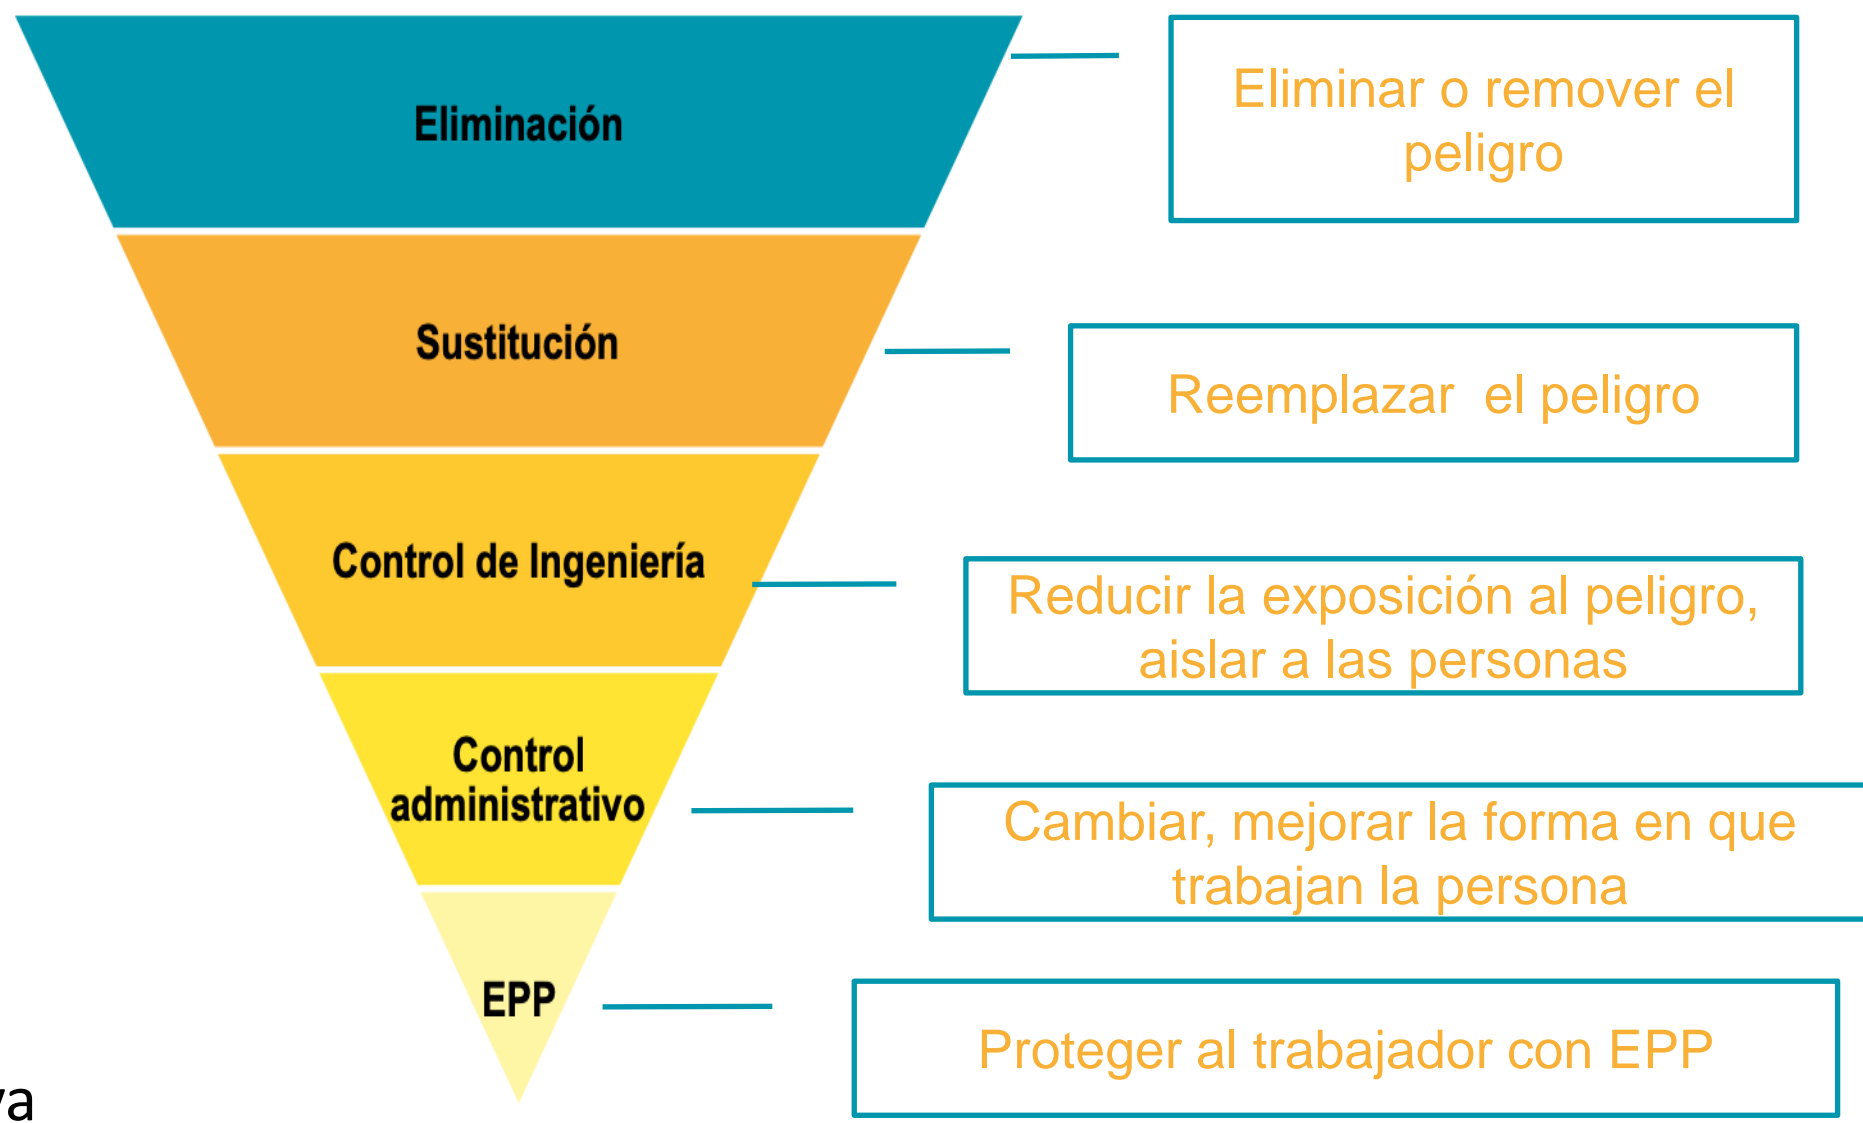 Eliminación
Eliminar o remover el
peligro
Sustitución
Reemplazar  el peligro
Control de Ingeniería
Reducir la exposición al peligro,
aislar a las personas
Control
administrativo
Cambiar, mejorar la forma en que
trabajan la persona
EPP
Proteger al trabajador con EPP
va